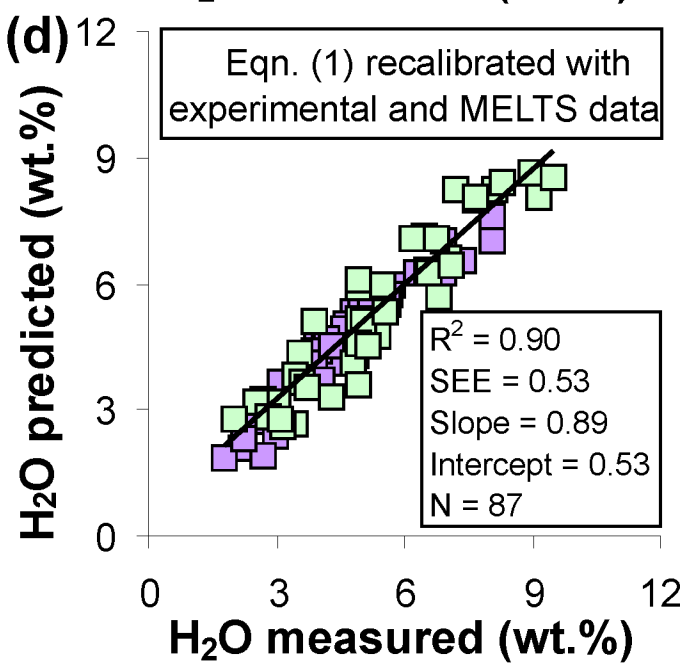 (d)
12
Eqn. (1) recalibrated with
experimental and MELTS data
9
6
3
0
H₂O predicted (wt.%)
R² = 0.90
SEE = 0.53
Slope = 0.89
Intercept = 0.53
N = 87
0 3 6 9 12
H₂O measured (wt.%)